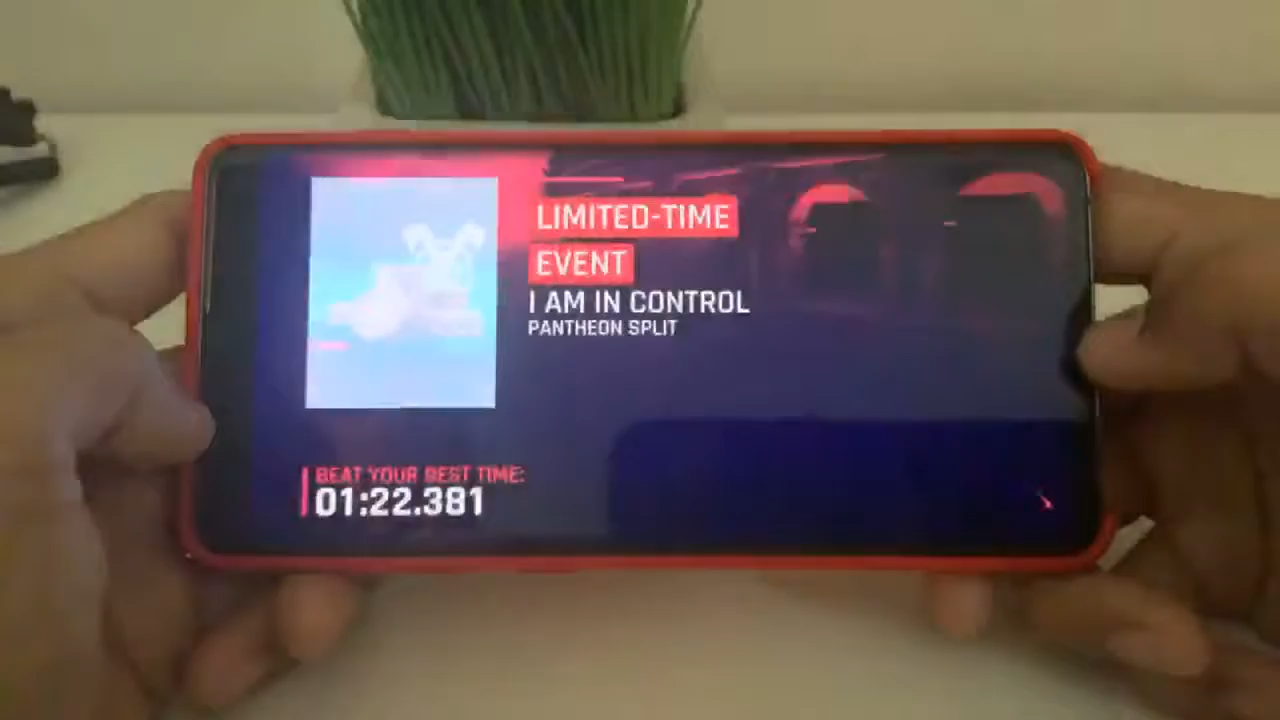 LIMITED-TIME
EVENT
I AM IN CONTROL
PANTHEON SPLIT
BEAT YOUR BEST TIME:
01:22.381